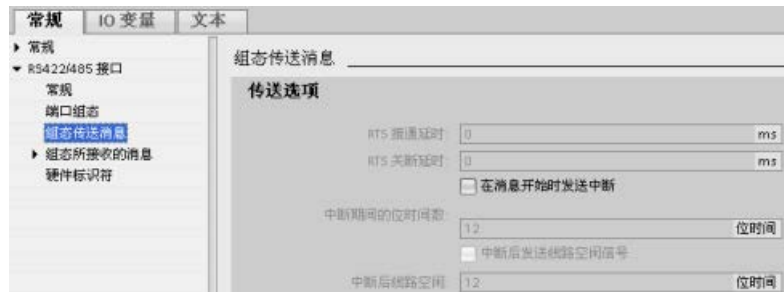 常规 IO 变量 文本
常规
RS422/485 接口
常规
端口组态
组态传送消息
组态所接收的消息
硬件标识符
组态传送消息
传送选项
RTS 接通延时: 0 ms
RTS 关断延时: 0 ms
在消息开始时发送中断
中断期间的位时间数: 12 位时间
中断后发送线路空闲信号
中断后线路空闲: 12 位时间